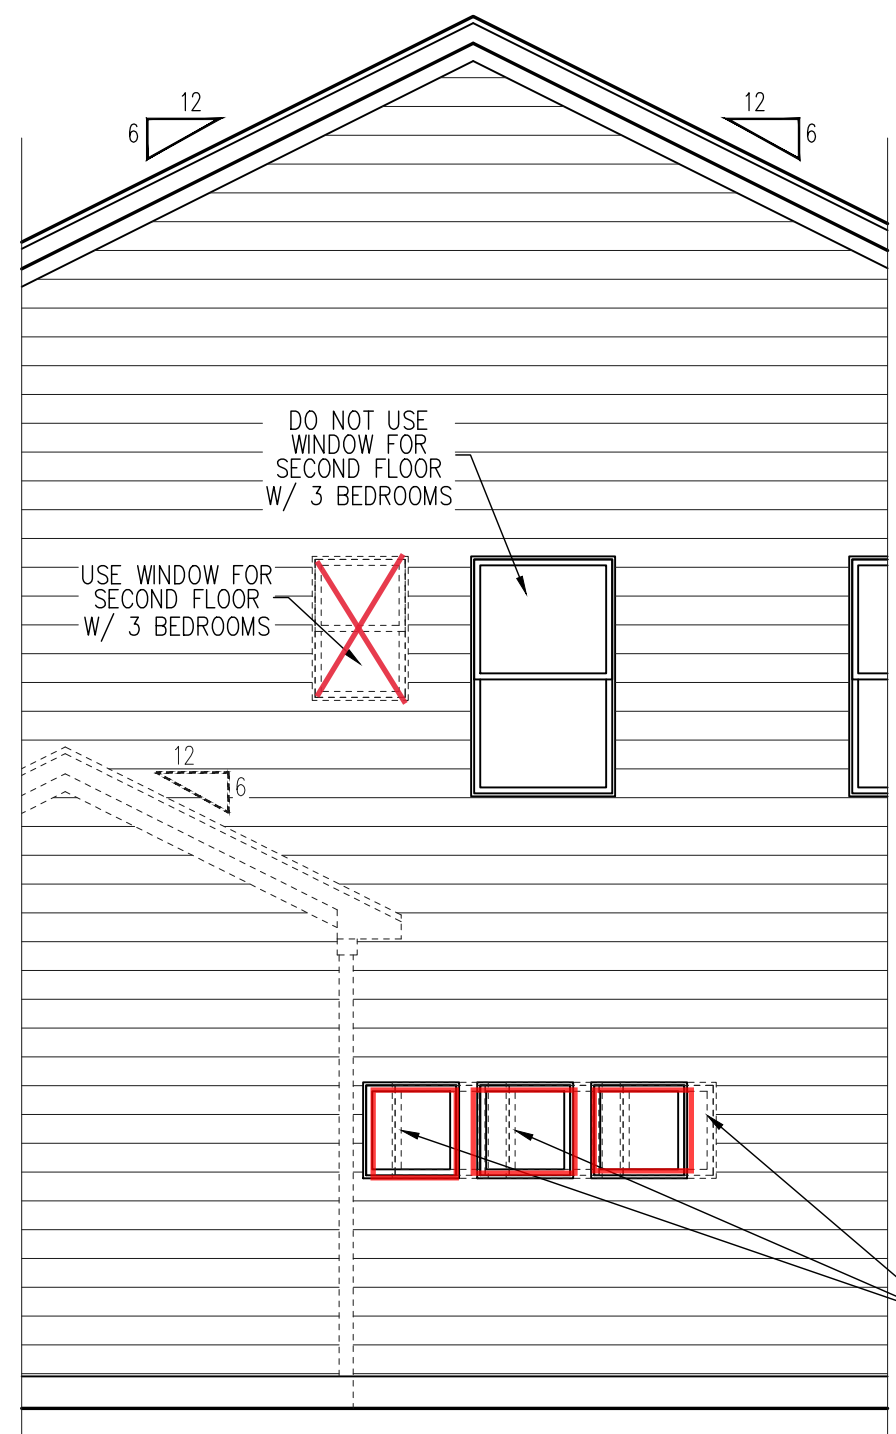 12
6
12
6
DO NOT USE
WINDOW FOR
SECOND FLOOR
W/ 3 BEDROOMS
USE WINDOW FOR
SECOND FLOOR
W/ 3 BEDROOMS
12
6